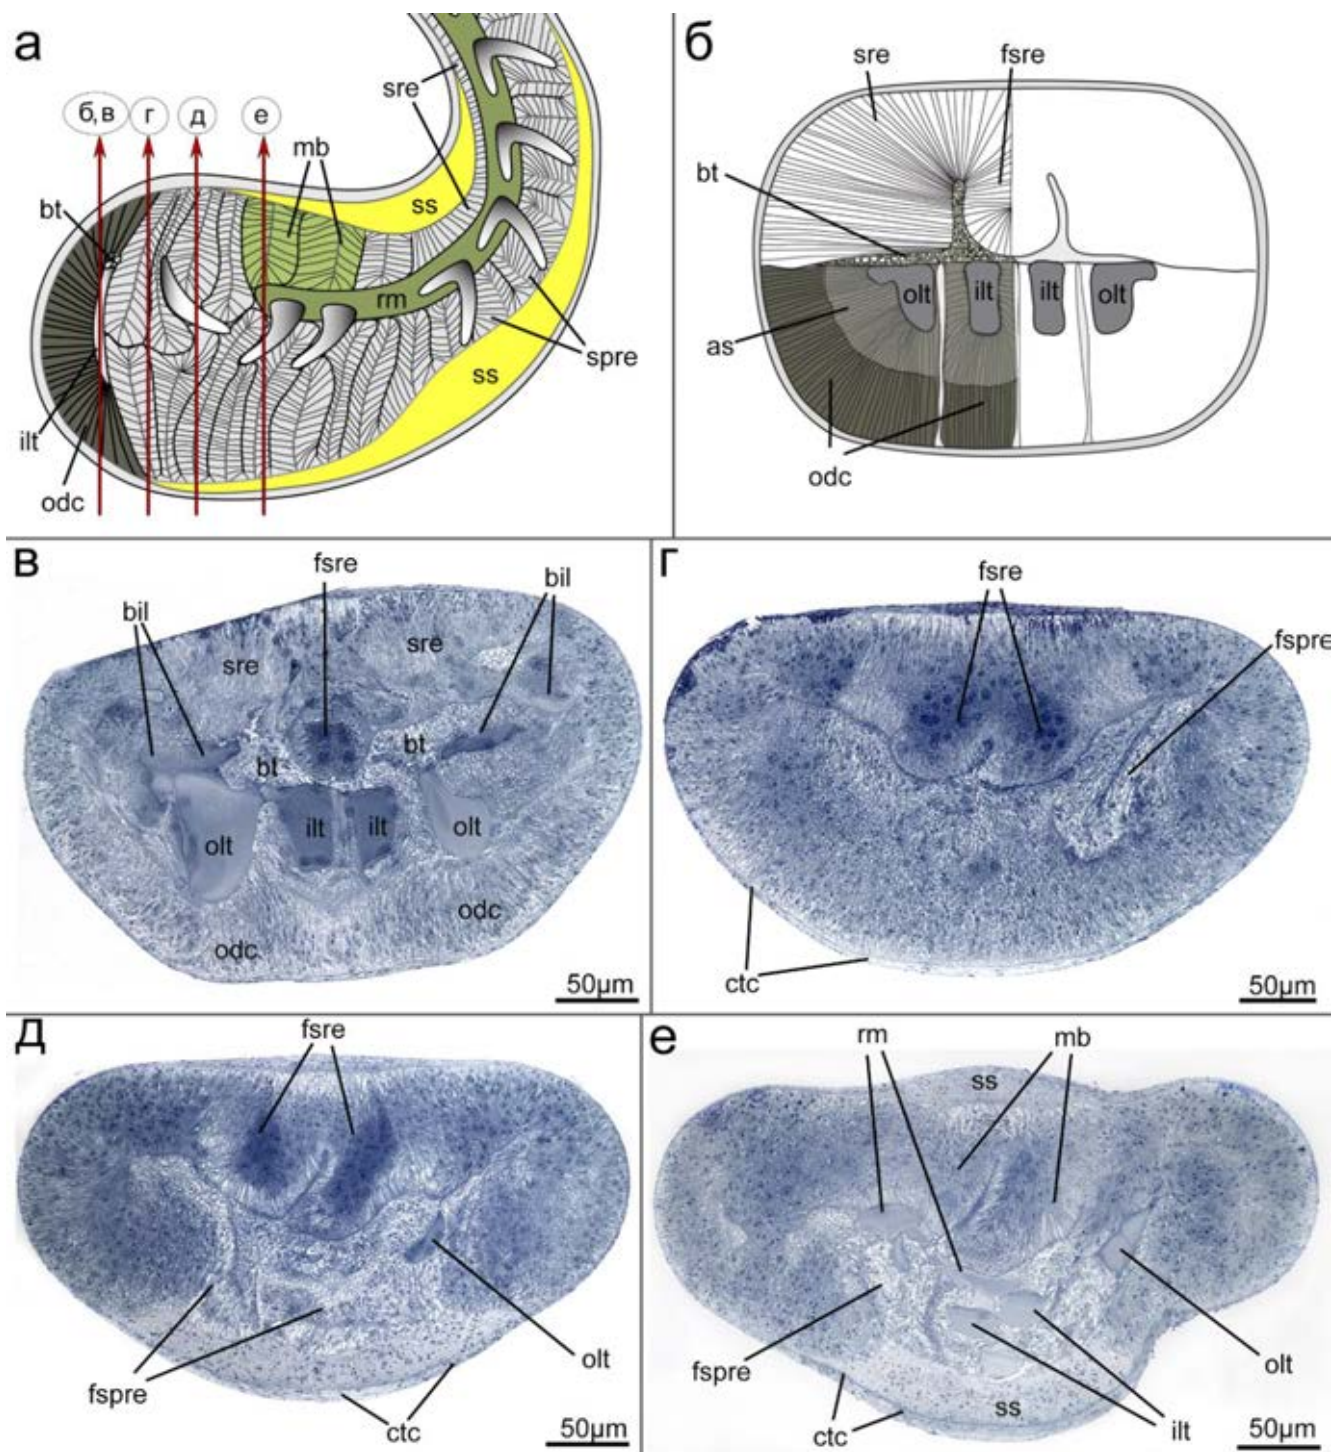 а
б
sre
sre
fsre
б,в
г
д
е
mb
bt
ss
bt
rm
olt
ilt
ilt
olt
spre
as
ss
ilt
odc
odc
в
г
fsre
fsre
bil
bil
sre
sre
fspre
bt
bt
olt
ilt
ilt
olt
odc
odc
ctc
50µm
50µm
д
е
fsre
rm
mb
ss
fspre
olt
fspre
olt
ss
ctc
50µm
ctc
ilt
50µm